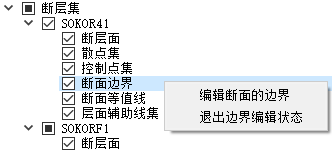 断层集
SOKOR41
断层面
散点集
控制点集
断面边界
断面等值线
层面辅助线集
SOKORF1
断层面
编辑断面的边界
退出边界编辑状态